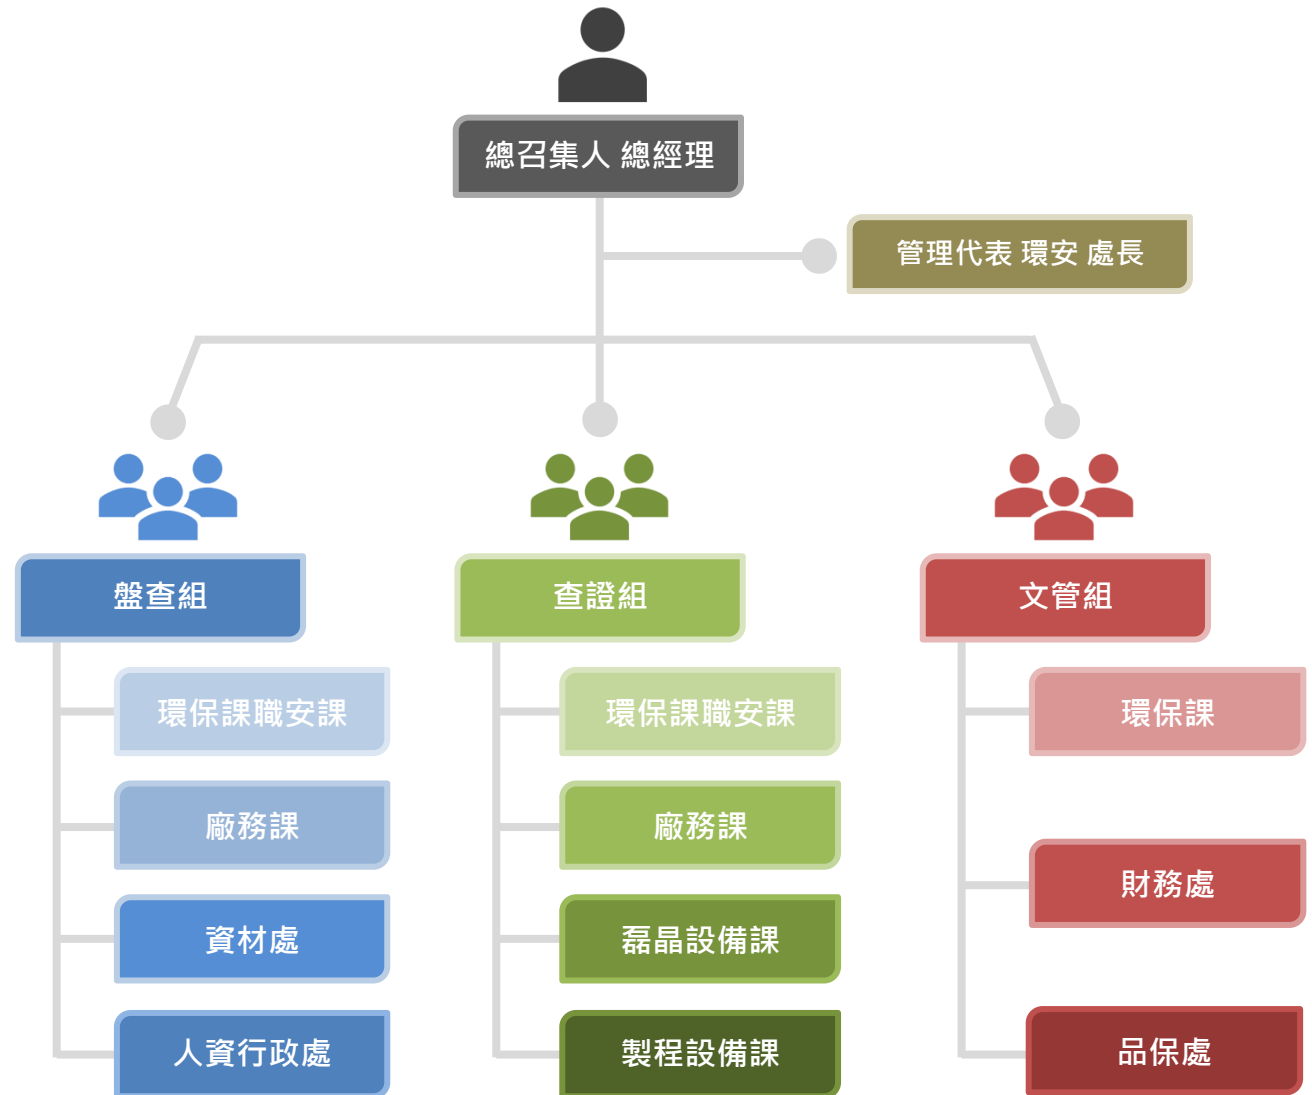 總召集人 總經理
管理代表 環安 處長
盤查組
環保課職安課
廠務課
資材處
人資行政處
查證組
環保課職安課
廠務課
磊晶設備課
製程設備課
文管組
環保課
財務處
品保處